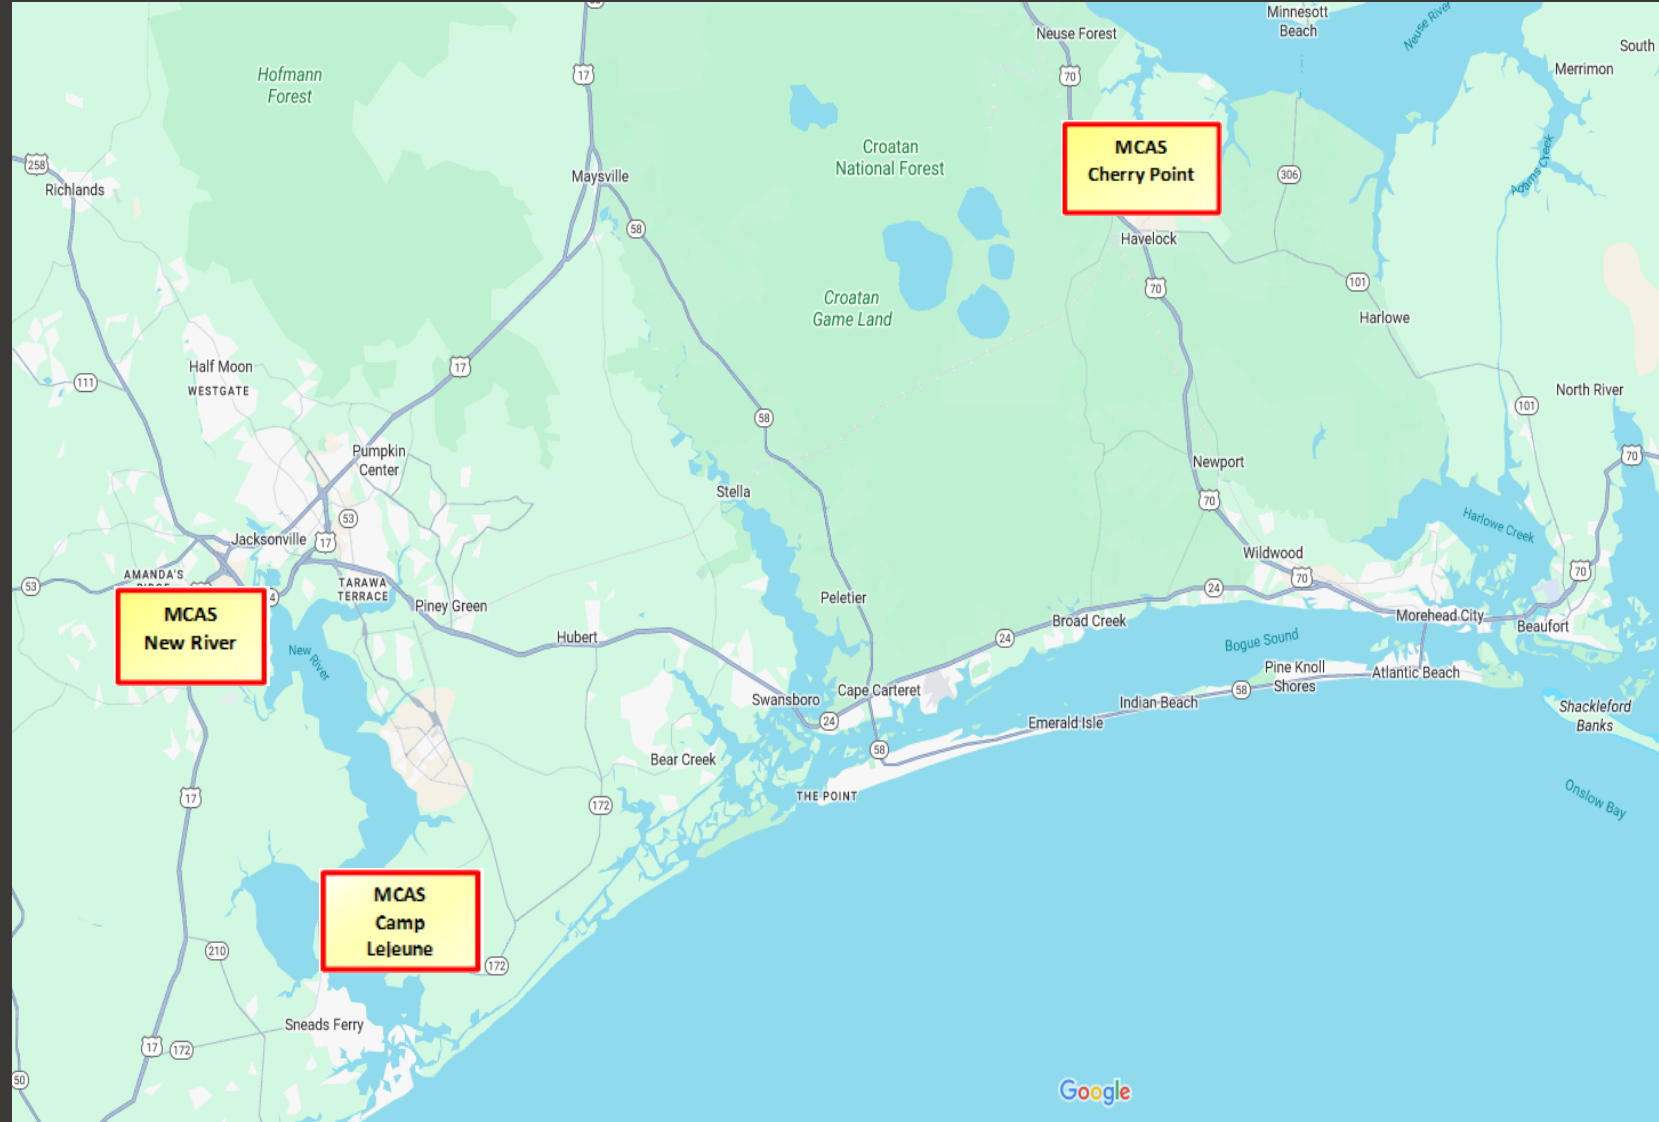 Minnesott
Beach
Neuse River
Neuse Forest
South
Merrimon
Hofmann
Forest
17
70
MCAS
Cherry Point
Croatan
National Forest
258
Richlands
Maysville
306
Adams Creek
58
Havelock
70
101
Croatan
Game Land
Harlowe
Half Moon
WESTGATE
17
111
North River
101
58
Pumpkin
Center
70
Newport
Stella
70
53
Harlowe Creek
Jacksonville
17
Wildwood
AMANDA'S
53
TARAWA
TERRACE
70
70
24
4
Piney Green
Peletier
MCAS
New River
Hubert
Broad Creek
24
Morehead City
Beaufort
Bogue Sound
New River
Pine Knoll
Shores
Atlantic Beach
58
Cape Carteret
Swansboro
24
Indian Beach
Emerald Isle
Shackleford
Banks
58
Bear Creek
THE POINT
17
172
Onslow Bay
MCAS
Camp
Lejeune
210
172
Sneads Ferry
17
172
50
Google